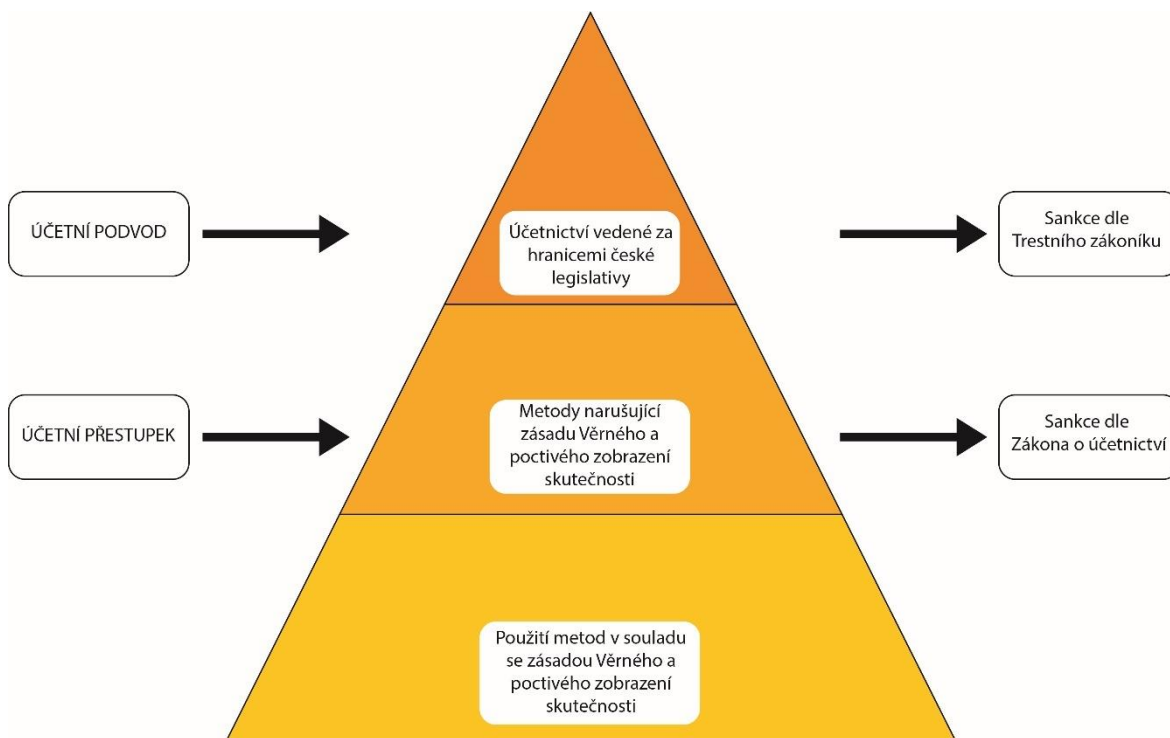 ÚČETNÍ PODVOD
Účetnictví vedené za
hranicemi české
legislativy
Sankce dle
Trestního zákoníku
ÚČETNÍ PŘESTUPEK
Metody narušující
zásadu Věrného a
poctivého zobrazení
skutečnosti
Sankce dle
Zákona o účetnictví
Použití metod v souladu
se zásadou Věrného a
poctivého zobrazení
skutečnosti